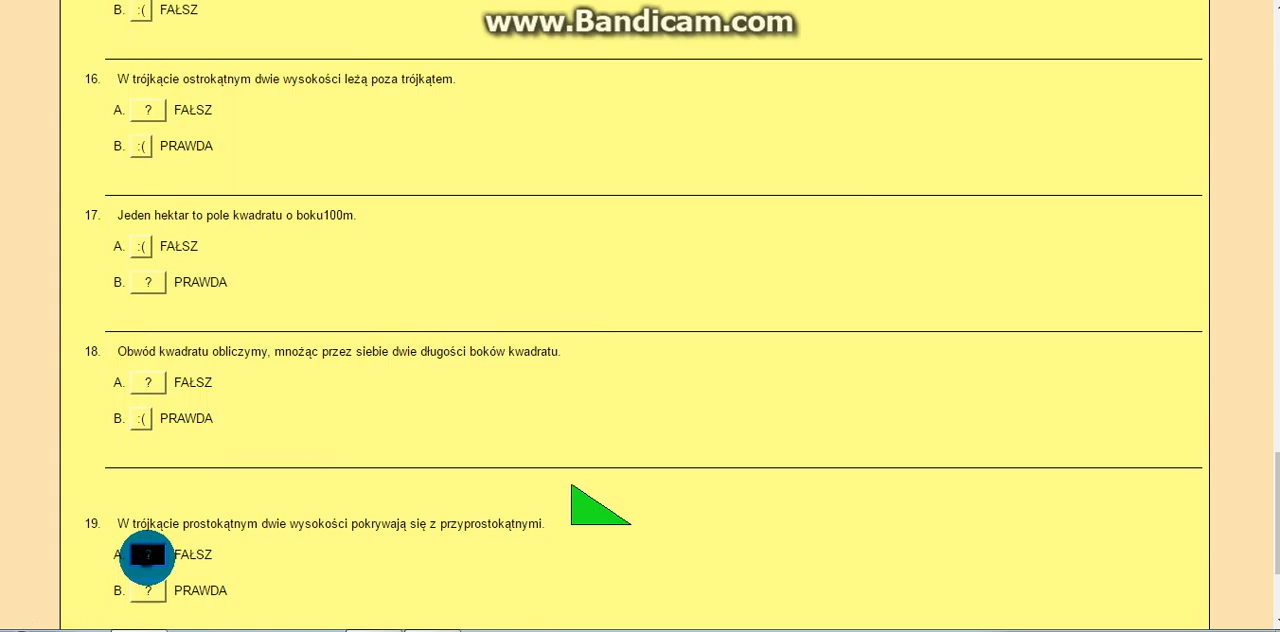 B. :( FAŁSZ
www.Bandicam.com
16. W trójkącie ostrokątnym dwie wysokości leżą poza trójkątem.
A. ? FAŁSZ
B. :( PRAWDA
17. Jeden hektar to pole kwadratu o boku100m.
A. :( FAŁSZ
B. ? PRAWDA
18. Obwód kwadratu obliczymy, mnożąc przez siebie dwie długości boków kwadratu.
A. ? FAŁSZ
B. :( PRAWDA
19. W trójkącie prostokątnym dwie wysokości pokrywają się z przyprostokątnymi.
A ? FAŁSZ
B. ? PRAWDA